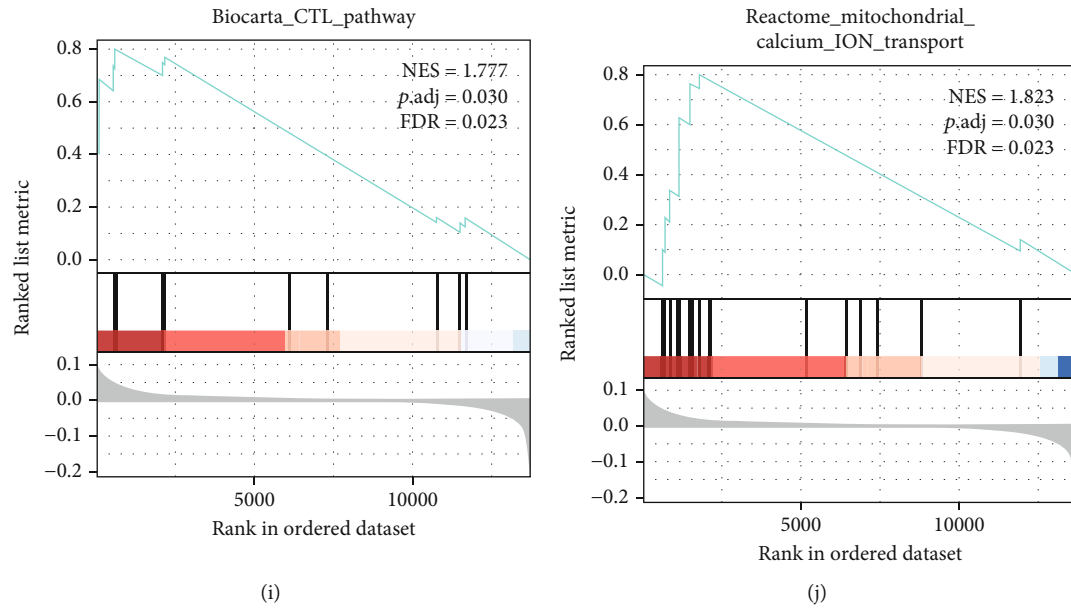 Biocarta_CTL_pathway
0.8
0.6
0.4
0.2
0.0
NES = 1.777
p.adj = 0.030
FDR = 0.023
Ranked list metric
0.1
0.0
−0.1
−0.2
5000
10000
Rank in ordered dataset
(i)
Reactome_mitochondrial_
calcium_ION_transport
0.8
0.6
0.4
0.2
0.0
NES = 1.823
p.adj = 0.030
FDR = 0.023
Ranked list metric
0.1
0.0
−0.1
−0.2
5000
10000
Rank in ordered dataset
(j)